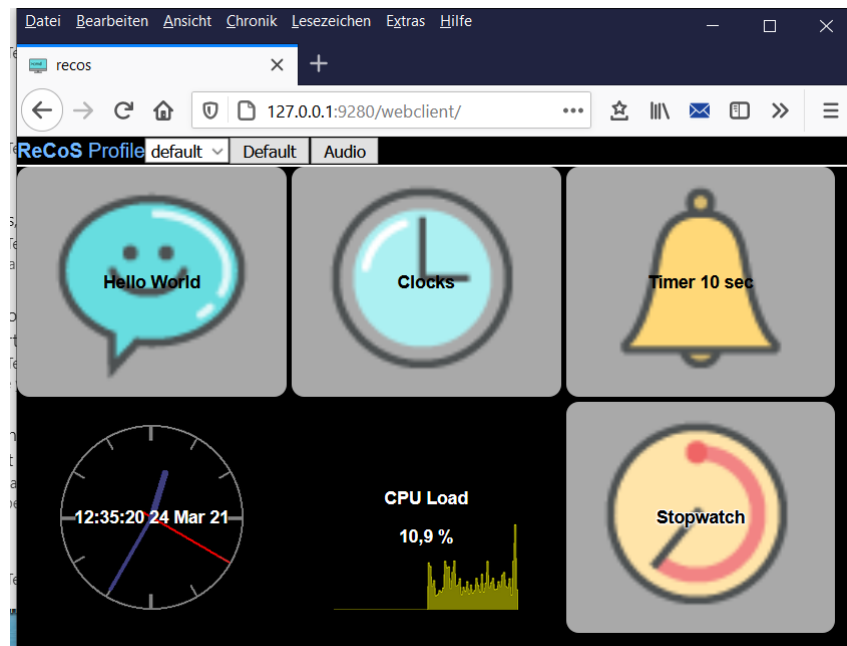 Datei Bearbeiten Ansicht Chronik Lesezeichen Extras Hilfe
recos
127.0.0.1:9280/webclient/
ReCoS Profile default Default Audio
Hello World
Clocks
Timer 10 sec
12:35:20 24 Mar 21
CPU Load
10,9 %
Stopwatch